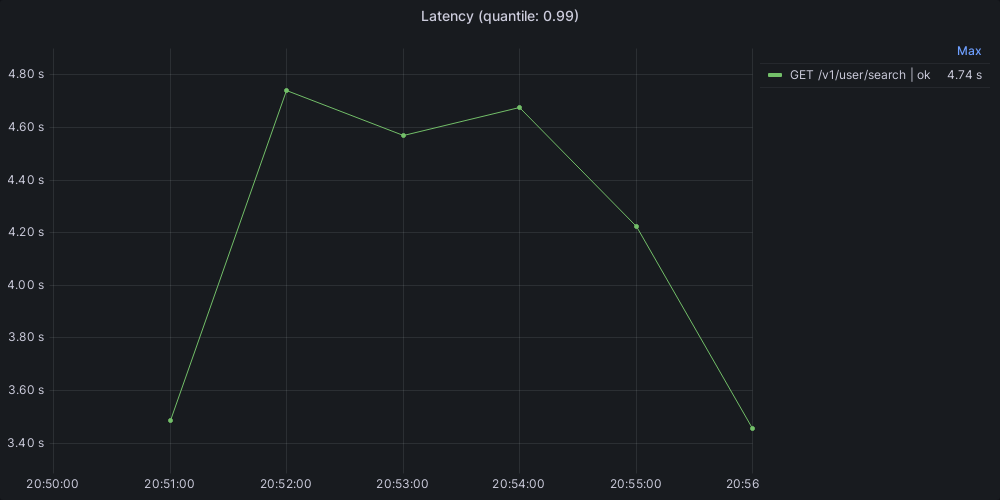 Latency (quantile: 0.99)
Max
GET /v1/user/search | ok 4.74 s
4.80 s
4.60 s
4.40 s
4.20 s
4.00 s
3.80 s
3.60 s
3.40 s
20:50:00 20:51:00 20:52:00 20:53:00 20:54:00 20:55:00 20:56